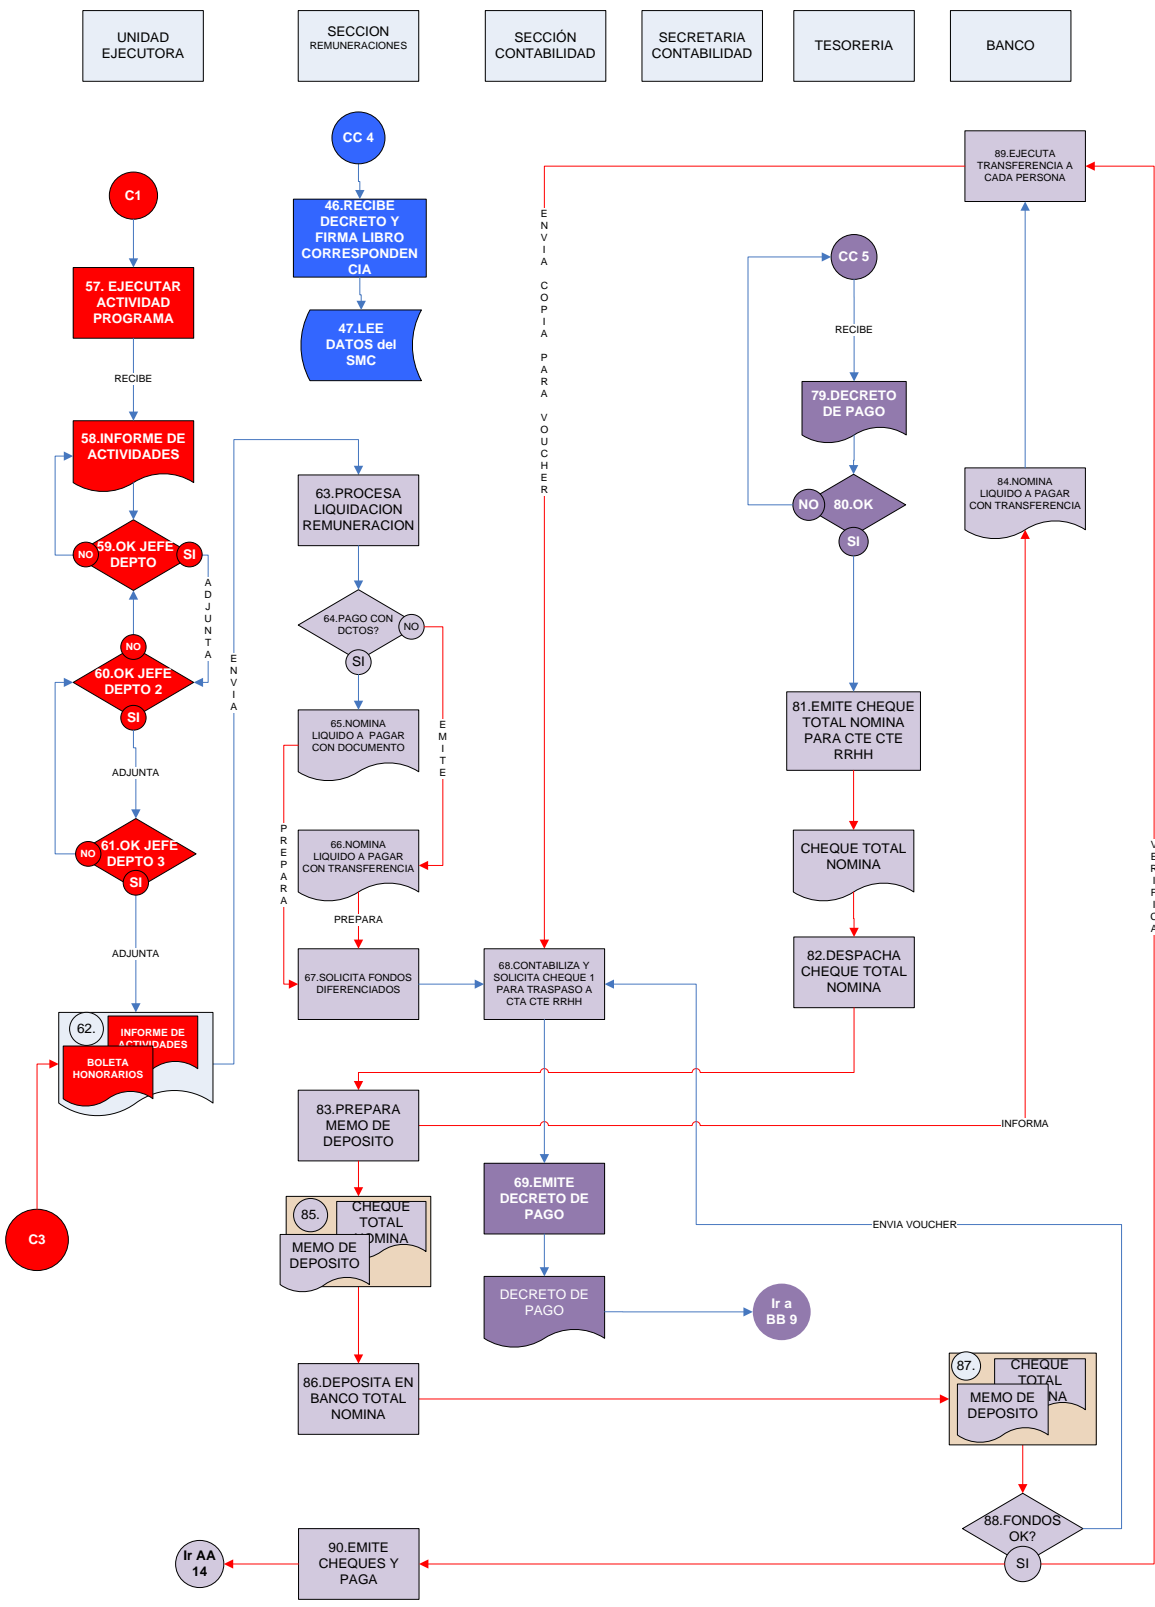 UNIDAD
EJECUTORA
SECCION
REMUNERACIONES
SECCIÓN
CONTABILIDAD
SECRETARIA
CONTABILIDAD
TESORERIA
BANCO
C1
57. EJECUTAR
ACTIVIDAD
PROGRAMA
RECIBE
58.INFORME DE
ACTIVIDADES
59.OK JEFE
DEPTO
NO
SI
ADJUNTA
NO
60.OK JEFE
DEPTO 2
SI
ADJUNTA
61.OK JEFE
DEPTO 3
NO
SI
ADJUNTA
62.
INFORME DE
ACTIVIDADES
BOLETA
HONORARIOS
C3
ENVIA
CC 4
46.RECIBE
DECRETO Y
FIRMA LIBRO
CORRESPONDEN
CIA
47.LEE
DATOS del
SMC
63.PROCESA
LIQUIDACION
REMUNERACION
64.PAGO CON
DCTOS?
NO
SI
EMITE
65.NOMINA
LIQUIDO A PAGAR
CON DOCUMENTO
PREPARA
66.NOMINA
LIQUIDO A PAGAR
CON TRANSFERENCIA
PREPARA
67.SOLICITA FONDOS
DIFERENCIADOS
68.CONTABILIZA Y
SOLICITA CHEQUE 1
PARA TRASPASO A
CTA CTE RRHH
ENVIA COPIA PARA VOUCHER
69.EMITE
DECRETO DE
PAGO
DECRETO DE
PAGO
Ir a
BB 9
CC 5
RECIBE
79.DECRETO
DE PAGO
80.OK
NO
SI
81.EMITE CHEQUE
TOTAL NOMINA
PARA CTE CTE
RRHH
CHEQUE TOTAL
NOMINA
82.DESPACHA
CHEQUE TOTAL
NOMINA
83.PREPARA
MEMO DE
DEPOSITO
INFORMA
84.NOMINA
LIQUIDO A PAGAR
CON TRANSFERENCIA
85.
CHEQUE
TOTAL
NOMINA
MEMO DE
DEPOSITO
86.DEPOSITA EN
BANCO TOTAL
NOMINA
87.
CHEQUE
TOTAL
NA
MEMO DE
DEPOSITO
88.FONDOS
OK?
SI
ENVIA VOUCHER
VERIFICA
89.EJECUTA
TRANSFERENCIA A
CADA PERSONA
90.EMITE
CHEQUES Y
PAGA
Ir AA
14